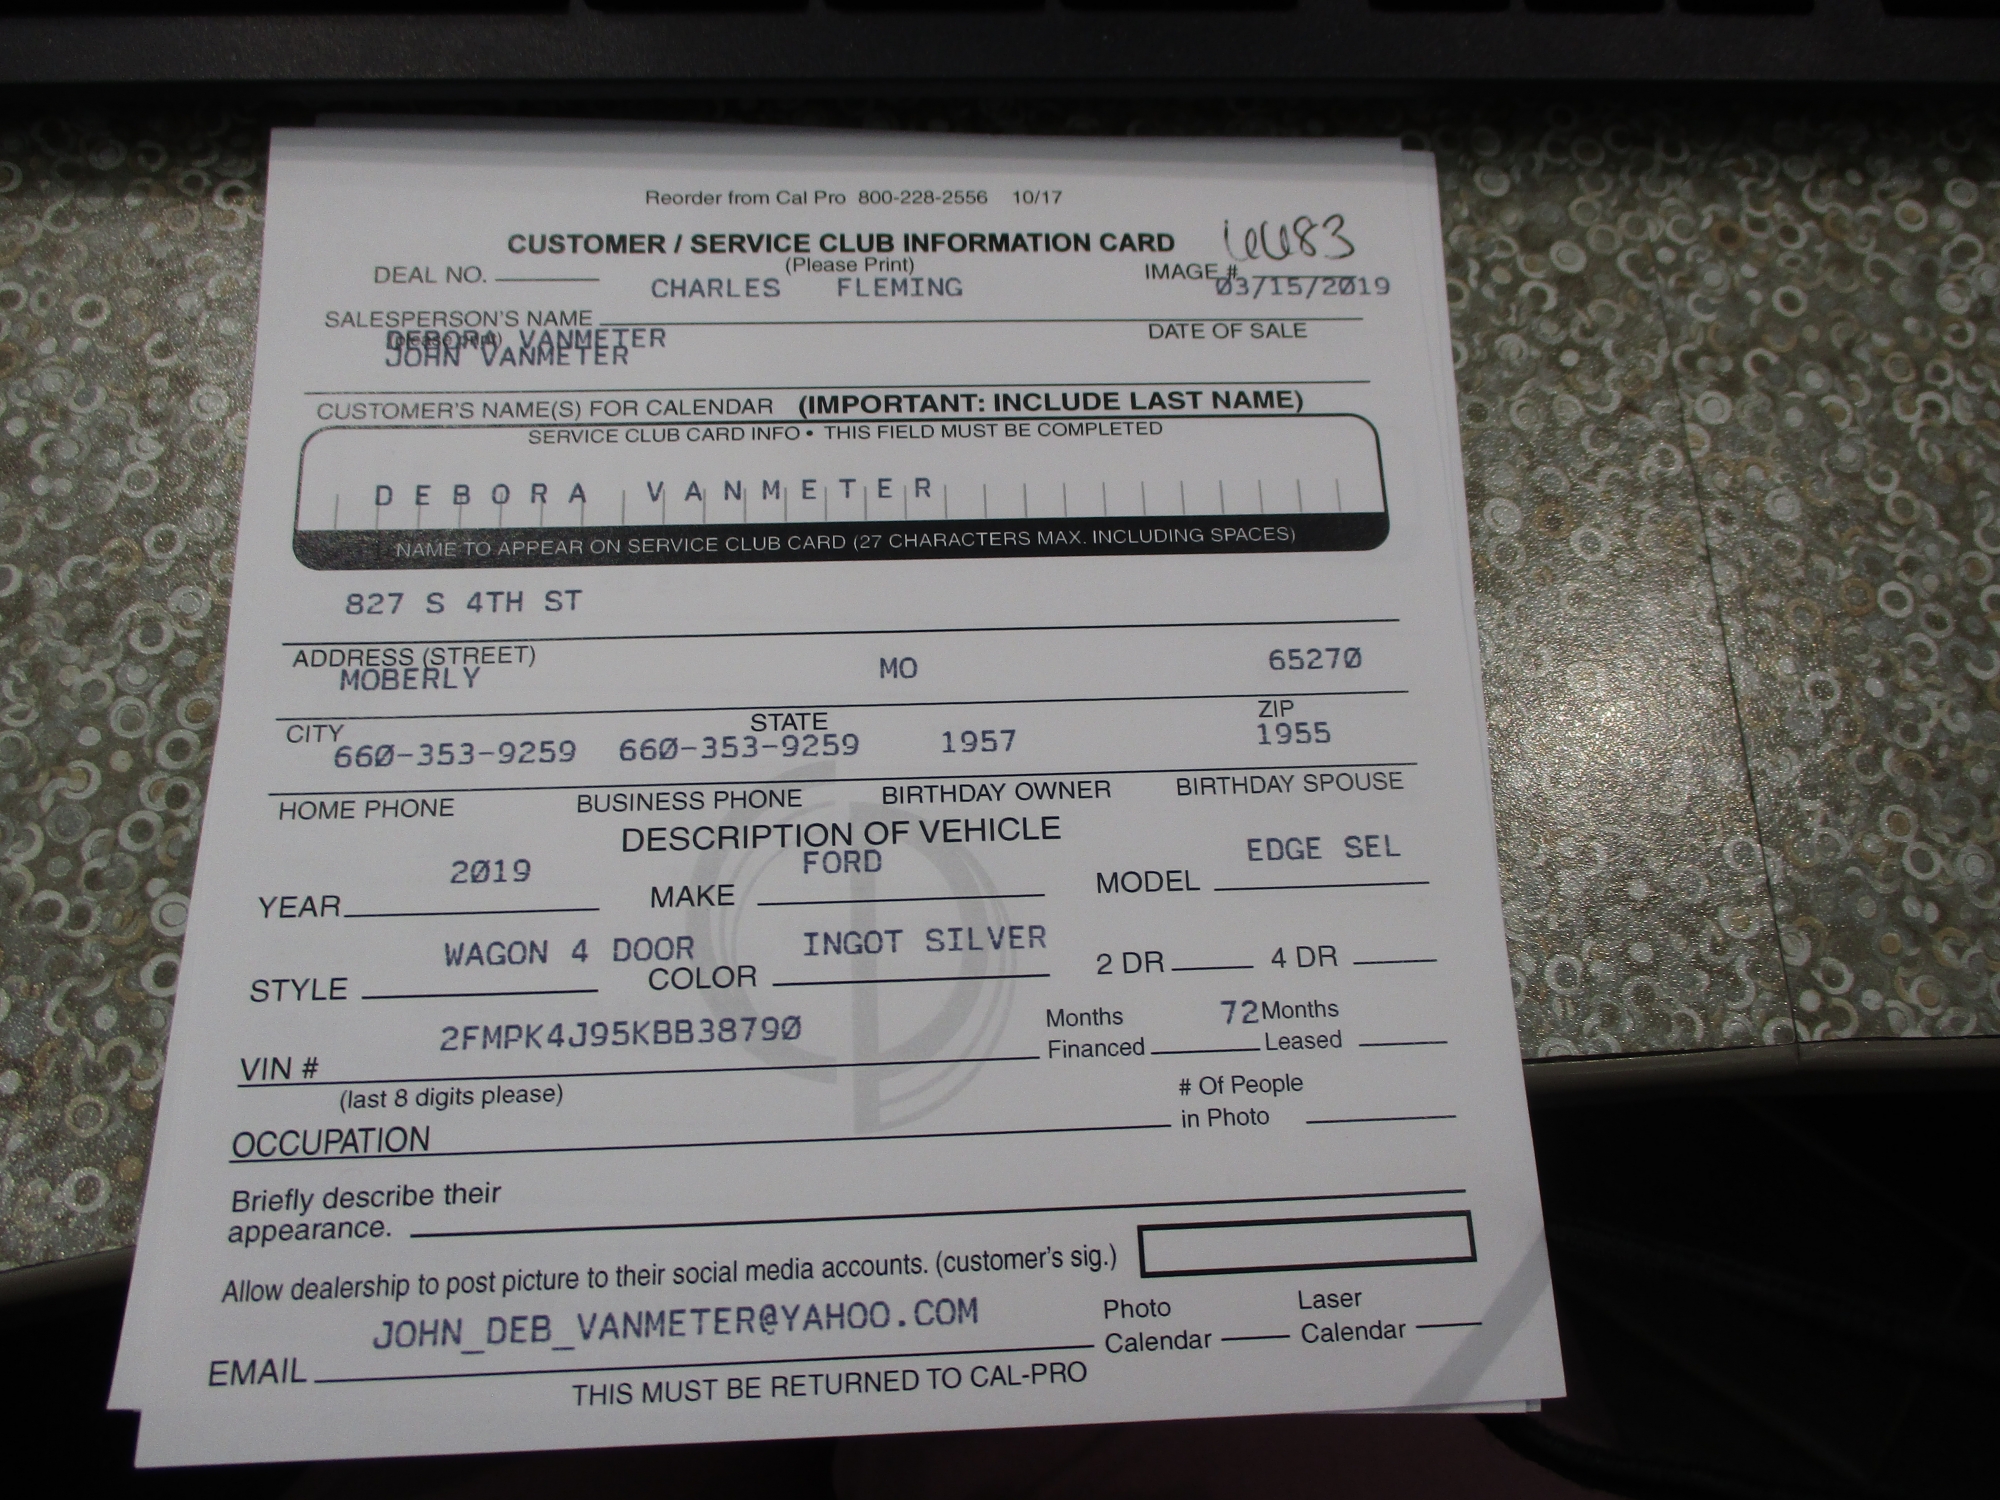 Reorder from Cal Pro 800-228-2556 10/17
CUSTOMER / SERVICE CLUB INFORMATION CARD
(Please Print)
DEAL NO. IMAGE #
CHARLES FLEMING 03/15/2019
SALESPERSON'S NAME DATE OF SALE
(please print)
DEBORA VANMETER
JOHN VANMETER
CUSTOMER'S NAME(S) FOR CALENDAR (IMPORTANT: INCLUDE LAST NAME)
SERVICE CLUB CARD INFO • THIS FIELD MUST BE COMPLETED
DEBORA VANMETER
NAME TO APPEAR ON SERVICE CLUB CARD (27 CHARACTERS MAX. INCLUDING SPACES)
827 S 4TH ST
ADDRESS (STREET)
MOBERLY MO 65270
CITY STATE ZIP
660-353-9259 660-353-9259 1957 1955
HOME PHONE BUSINESS PHONE BIRTHDAY OWNER BIRTHDAY SPOUSE
DESCRIPTION OF VEHICLE
2019 FORD EDGE SEL
YEAR MAKE MODEL
WAGON 4 DOOR INGOT SILVER
STYLE COLOR 2 DR 4 DR
2FMPK4J95KBB38790 Months 72 Months
VIN # Financed Leased
(last 8 digits please) # Of People
OCCUPATION in Photo
Briefly describe their
appearance.
Allow dealership to post picture to their social media accounts. (customer's sig.)
JOHN_DEB_VANMETER@YAHOO.COM Photo Laser
EMAIL Calendar Calendar
THIS MUST BE RETURNED TO CAL-PRO